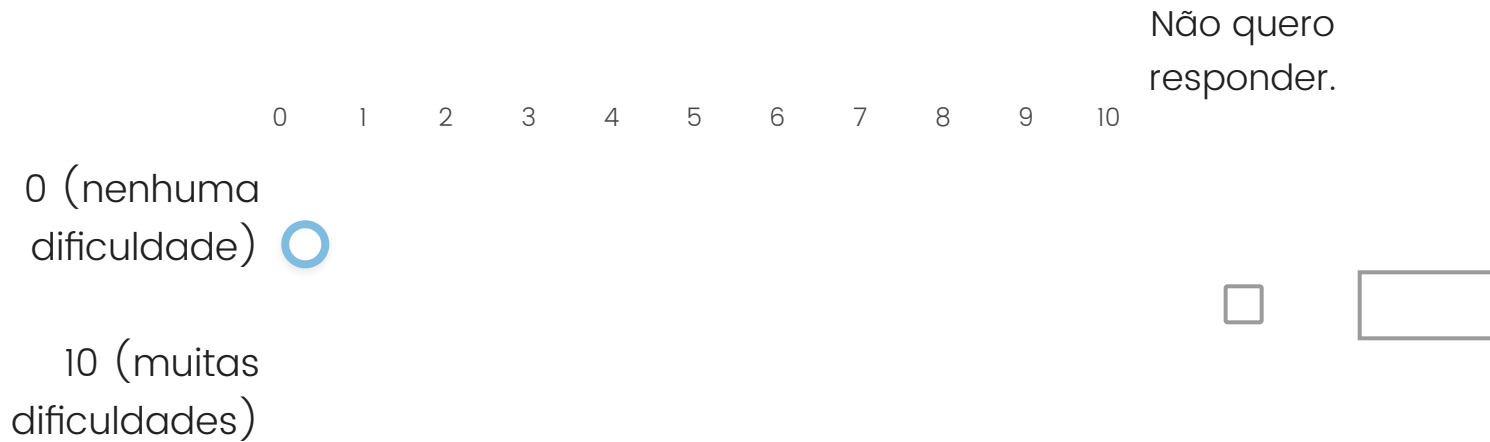 Não quero
responder.
0 1 2 3 4 5 6 7 8 9 10
0 (nenhuma
dificuldade)
10 (muitas
dificuldades)